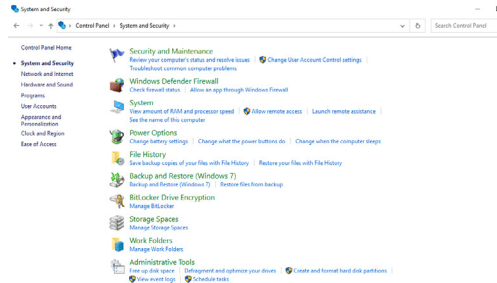 System and Security
Control Panel > System and Security >
Search Control Panel
Control Panel Home
System and Security
Network and Internet
Hardware and Sound
Programs
User Accounts
Appearance and
Personalization
Clock and Region
Ease of Access
Security and Maintenance
Review your computer's status and resolve issues | Change User Account Control settings |
Troubleshoot common computer problems
Windows Defender Firewall
Check firewall status | Allow an app through Windows Firewall
System
View amount of RAM and processor speed | Allow remote access | Launch remote assistance |
See the name of this computer
Power Options
Change battery settings | Change what the power buttons do | Change when the computer sleeps
File History
Save backup copies of your files with File History | Restore your files with File History
Backup and Restore (Windows 7)
Backup and Restore (Windows 7) | Restore files from backup
BitLocker Drive Encryption
Manage BitLocker
Storage Spaces
Manage Storage Spaces
Work Folders
Manage Work Folders
Administrative Tools
Free up disk space | Defragment and optimize your drives | Create and format hard disk partitions |
View event logs | Schedule tasks